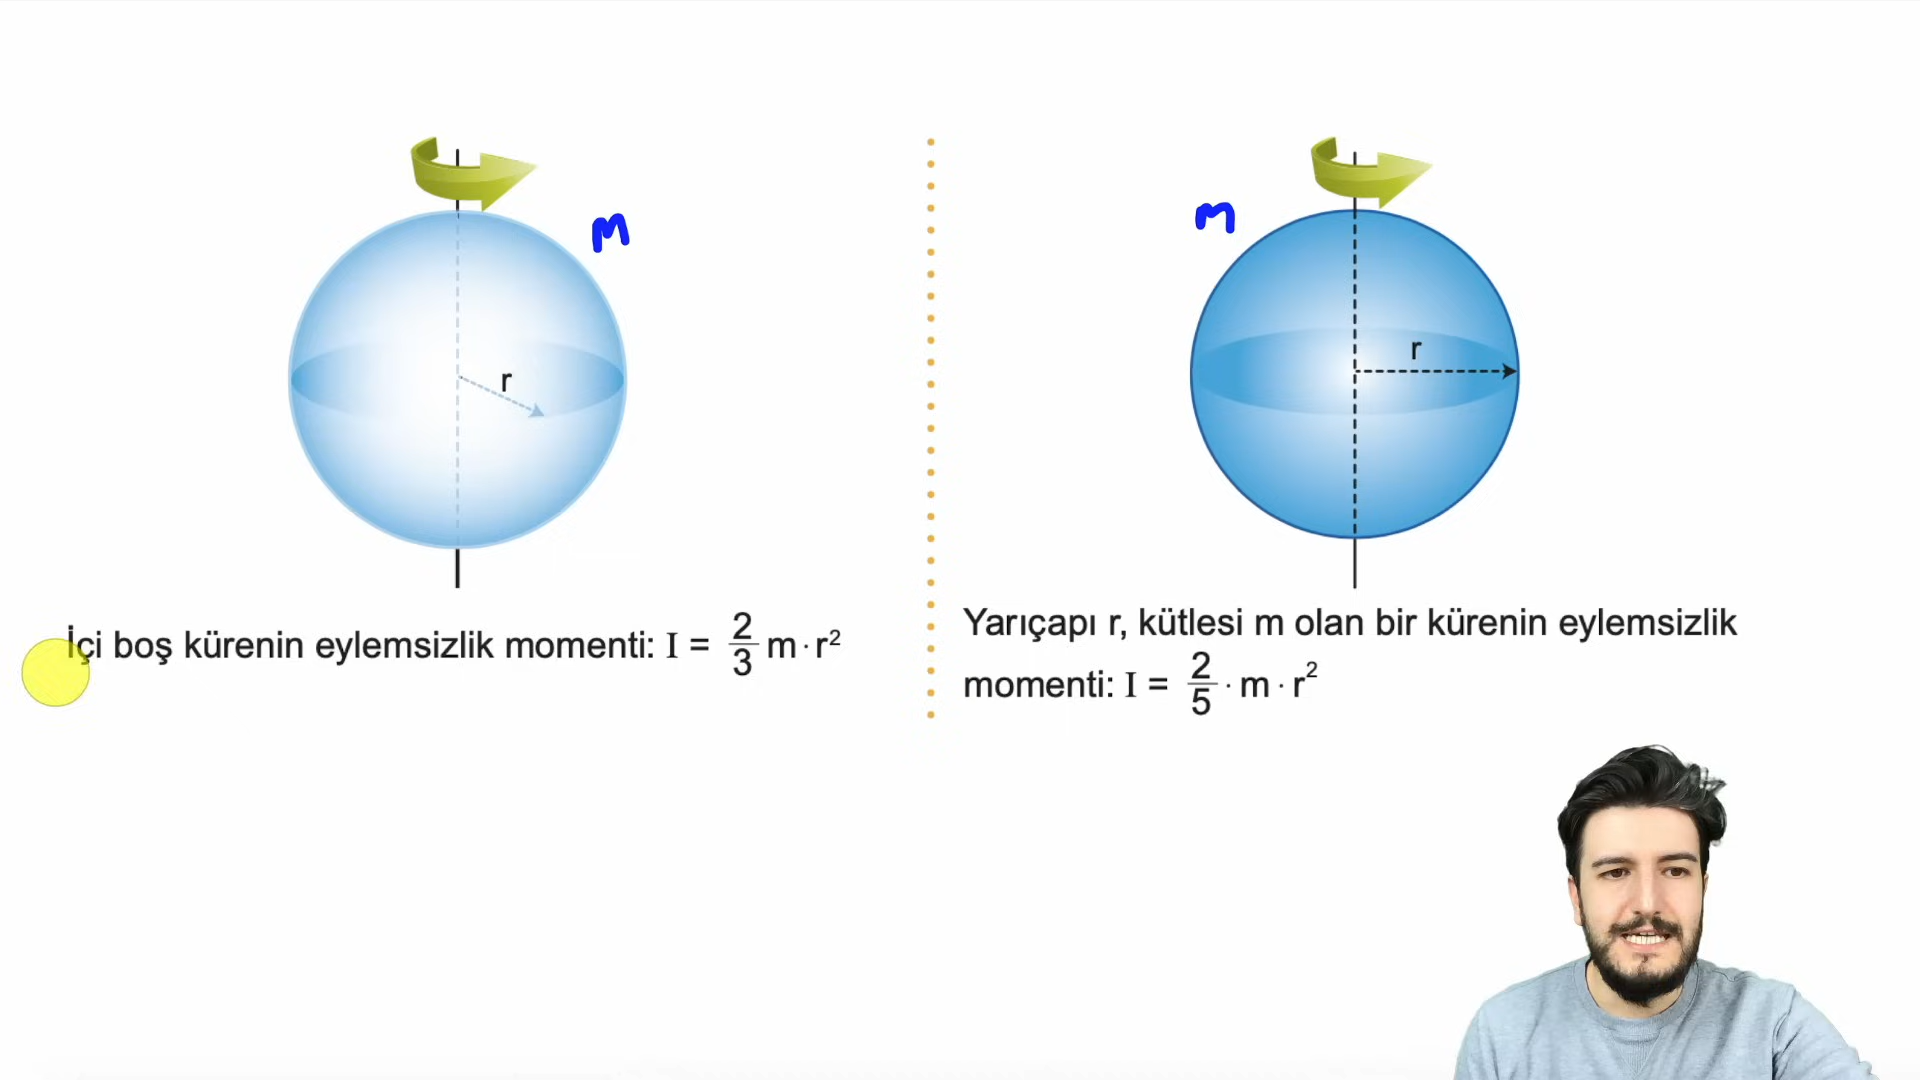 m
r
İçi boş kürenin eylemsizlik momenti: I = 2/3 m · r²
m
r
Yarıçapı r, kütlesi m olan bir kürenin eylemsizlik
momenti: I = 2/5 · m · r²